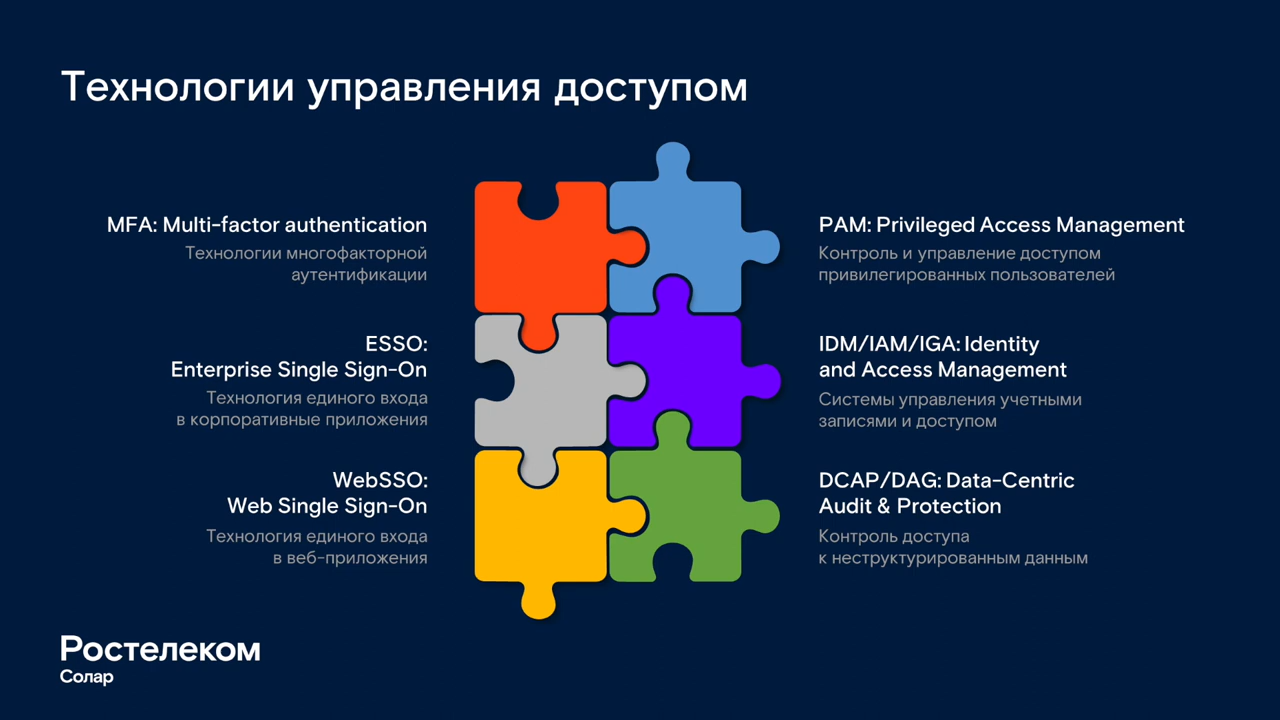 Технологии управления доступом
MFA: Multi-factor authentication
Технологии многофакторной
аутентификации
ESSO:
Enterprise Single Sign-On
Технология единого входа
в корпоративные приложения
WebSSO:
Web Single Sign-On
Технология единого входа
в веб-приложения
PAM: Privileged Access Management
Контроль и управление доступом
привилегированных пользователей
IDM/IAM/IGA: Identity
and Access Management
Системы управления учетными
записями и доступом
DCAP/DAG: Data-Centric
Audit & Protection
Контроль доступа
к неструктурированным данным
Ростелеком
Солар